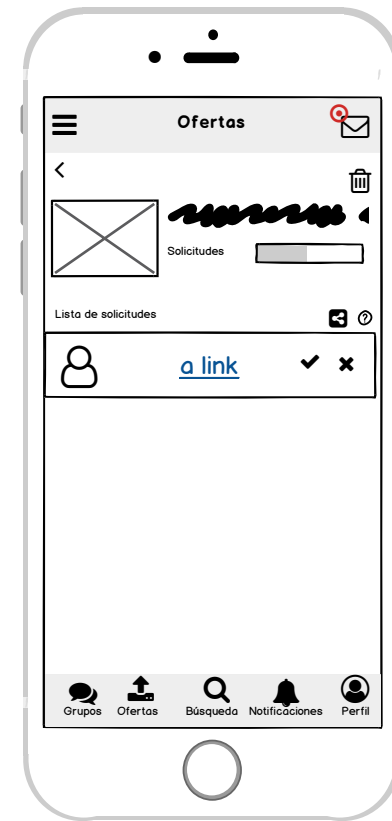 Ofertas
Solicitudes
Lista de solicitudes
a link
Grupos Ofertas Búsqueda Notificaciones Perfil